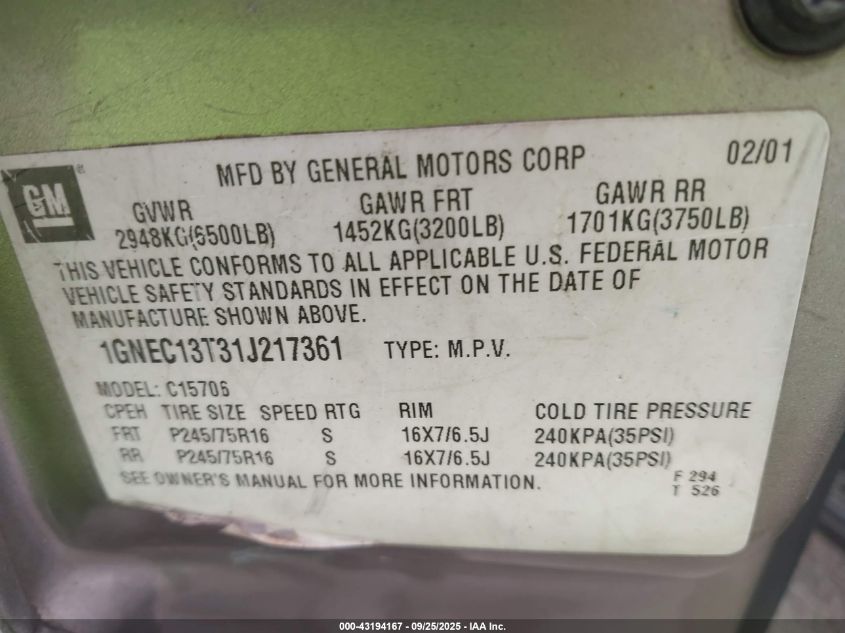 MFD BY GENERAL MOTORS CORP 02/01
GM ®
GVWR GAWR FRT GAWR RR
2948KG(6500LB) 1452KG(3200LB) 1701KG(3750LB)
THIS VEHICLE CONFORMS TO ALL APPLICABLE U.S. FEDERAL MOTOR
VEHICLE SAFETY STANDARDS IN EFFECT ON THE DATE OF
MANUFACTURE SHOWN ABOVE.
1GNEC13T31J217361 TYPE: M.P.V.
MODEL: C15706
CPEH TIRE SIZE SPEED RTG RIM COLD TIRE PRESSURE
FRT P245/75R16 S 16X7/6.5J 240KPA(35PSI)
RR P245/75R16 S 16X7/6.5J 240KPA(35PSI)
SEE OWNER'S MANUAL FOR MORE INFORMATION.
F 294
T 526
000-43194167 - 09/25/2025 - IAA Inc.